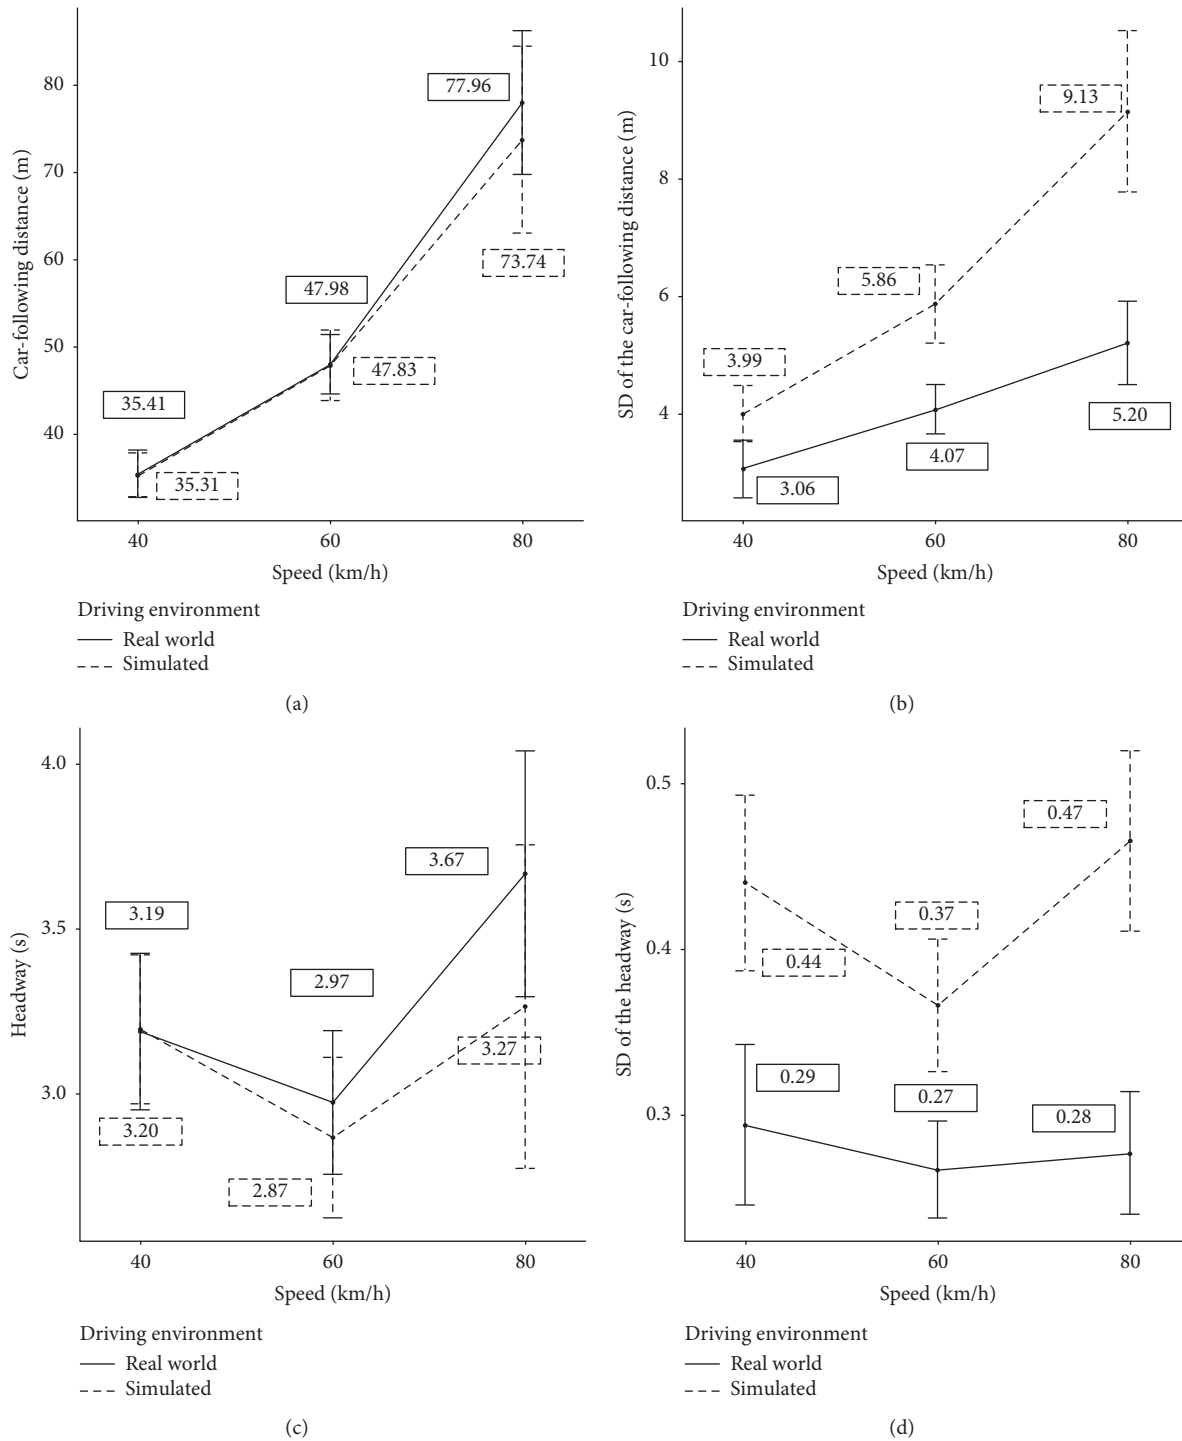 Car-following distance (m)
80
70
60
50
40
77.96
73.74
47.98
47.83
35.41
35.31
40 60 80
Speed (km/h)
Driving environment
Real world
Simulated
(a)
SD of the car-following distance (m)
10
8
6
4
9.13
5.86
3.99
5.20
4.07
3.06
40 60 80
Speed (km/h)
Driving environment
Real world
Simulated
(b)
Headway (s)
4.0
3.5
3.0
3.67
3.19
2.97
3.27
3.20
2.87
40 60 80
Speed (km/h)
Driving environment
Real world
Simulated
(c)
SD of the headway (s)
0.5
0.4
0.3
0.47
0.37
0.44
0.29
0.27
0.28
40 60 80
Speed (km/h)
Driving environment
Real world
Simulated
(d)